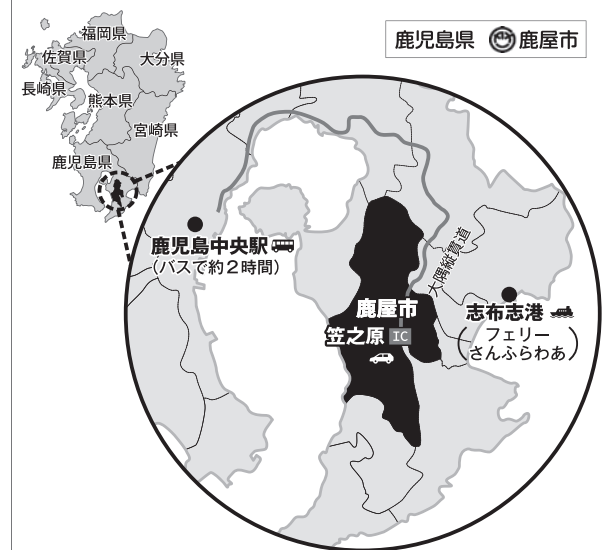 鹿児島県 鹿屋市
福岡県
佐賀県
大分県
長崎県
熊本県
宮崎県
鹿児島県
鹿児島中央駅
(バスで約2時間)
大隅縦貫道
鹿屋市
笠之原 IC
志布志港
(フェリー
さんふらわあ)